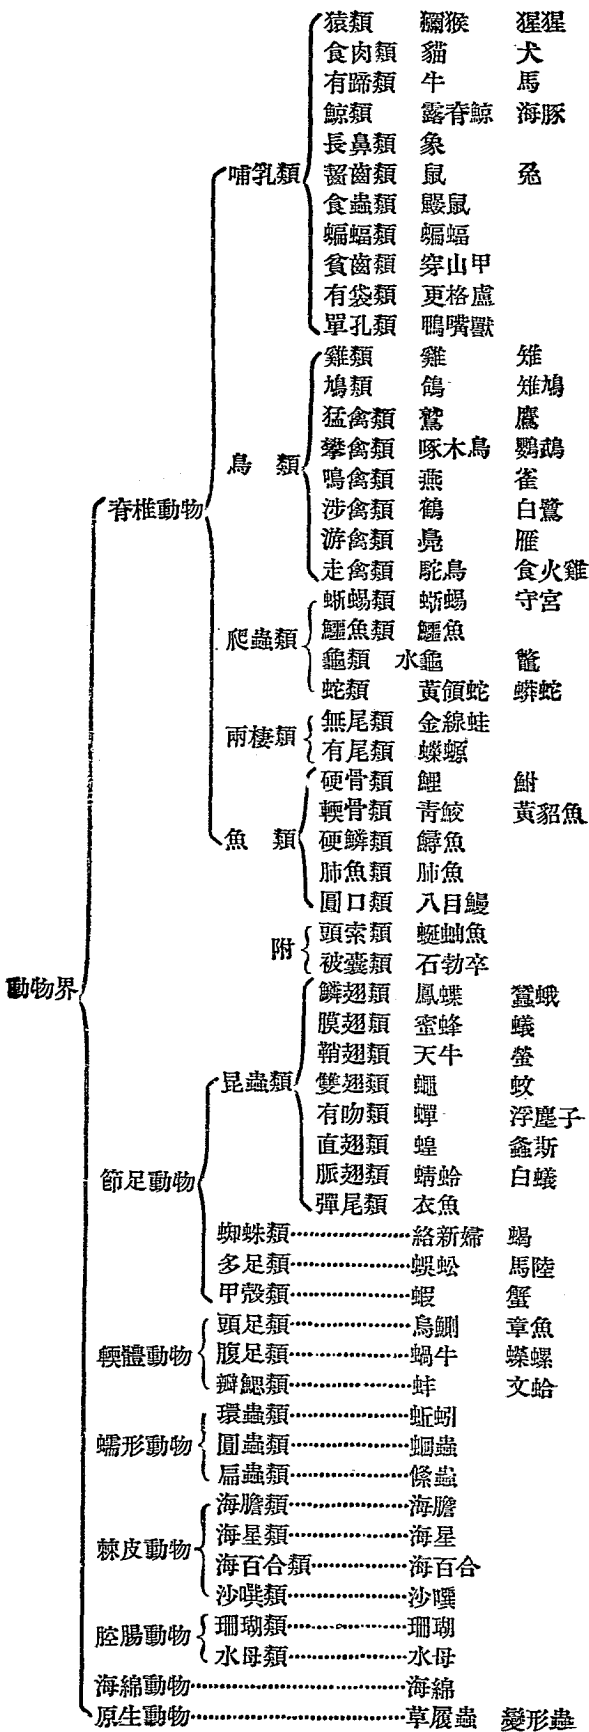 猿類 獼猴 猩猩
食肉類 貓 犬
有蹄類 牛 馬
鯨類 露脊鯨 海豚
長鼻類 象
哺乳類 齧齒類 鼠 兎
食蟲類 鼴鼠
蝙蝠類 蝙蝠
貧齒類 穿山甲
有袋類 更格盧
單孔類 鴨嘴獸
雞類 雞 雉
鳩類 鴿 雉鳩
猛禽類 鷲 鷹
攀禽類 啄木鳥 鸚鵡
鳥類 鳴禽類 燕 雀
脊椎動物 涉禽類 鶴 白鷺
游禽類 鳧 雁
走禽類 鴕鳥 食火雞
蜥蜴類 蜥蜴 守宮
爬蟲類 鱷魚類 鱷魚
龜類 水龜 鼈
蛇類 黃頷蛇 蟒蛇
兩棲類 無尾類 金線蛙
有尾類 蠑螈
硬骨類 鯉 鮒
輭骨類 青鮫 黃貂魚
魚類 硬鱗類 鱘魚
肺魚類 肺魚
圓口類 八目鰻
附 頭索類 蜓蚰魚
被囊類 石勃卒
動物界 鱗翅類 鳳蝶 蠶蛾
膜翅類 蜜蜂 蟻
鞘翅類 天牛 螢
昆蟲類 雙翅類 蠅 蚊
有吻類 蟬 浮塵子
直翅類 蝗 螽斯
節足動物 脈翅類 蜻蛉 白蟻
彈尾類 衣魚
蜘蛛類………………絡新婦 蝎
多足類………………蜈蚣 馬陸
甲殼類………………蝦 蟹
頭足類………………烏鰂 章魚
輭體動物 腹足類………………蝸牛 蠑螺
瓣鰓類………………蚌 文蛤
環蟲類………………蚯蚓
蠕形動物 圓蟲類………………蛔蟲
扁蟲類………………絛蟲
海膽類………………海膽
棘皮動物 海星類………………海星
海百合類……………海百合
沙噀類………………沙噀
腔腸動物 珊瑚類………………珊瑚
水母類………………水母
海綿動物……………………………海綿
原生動物……………………………草履蟲 變形蟲